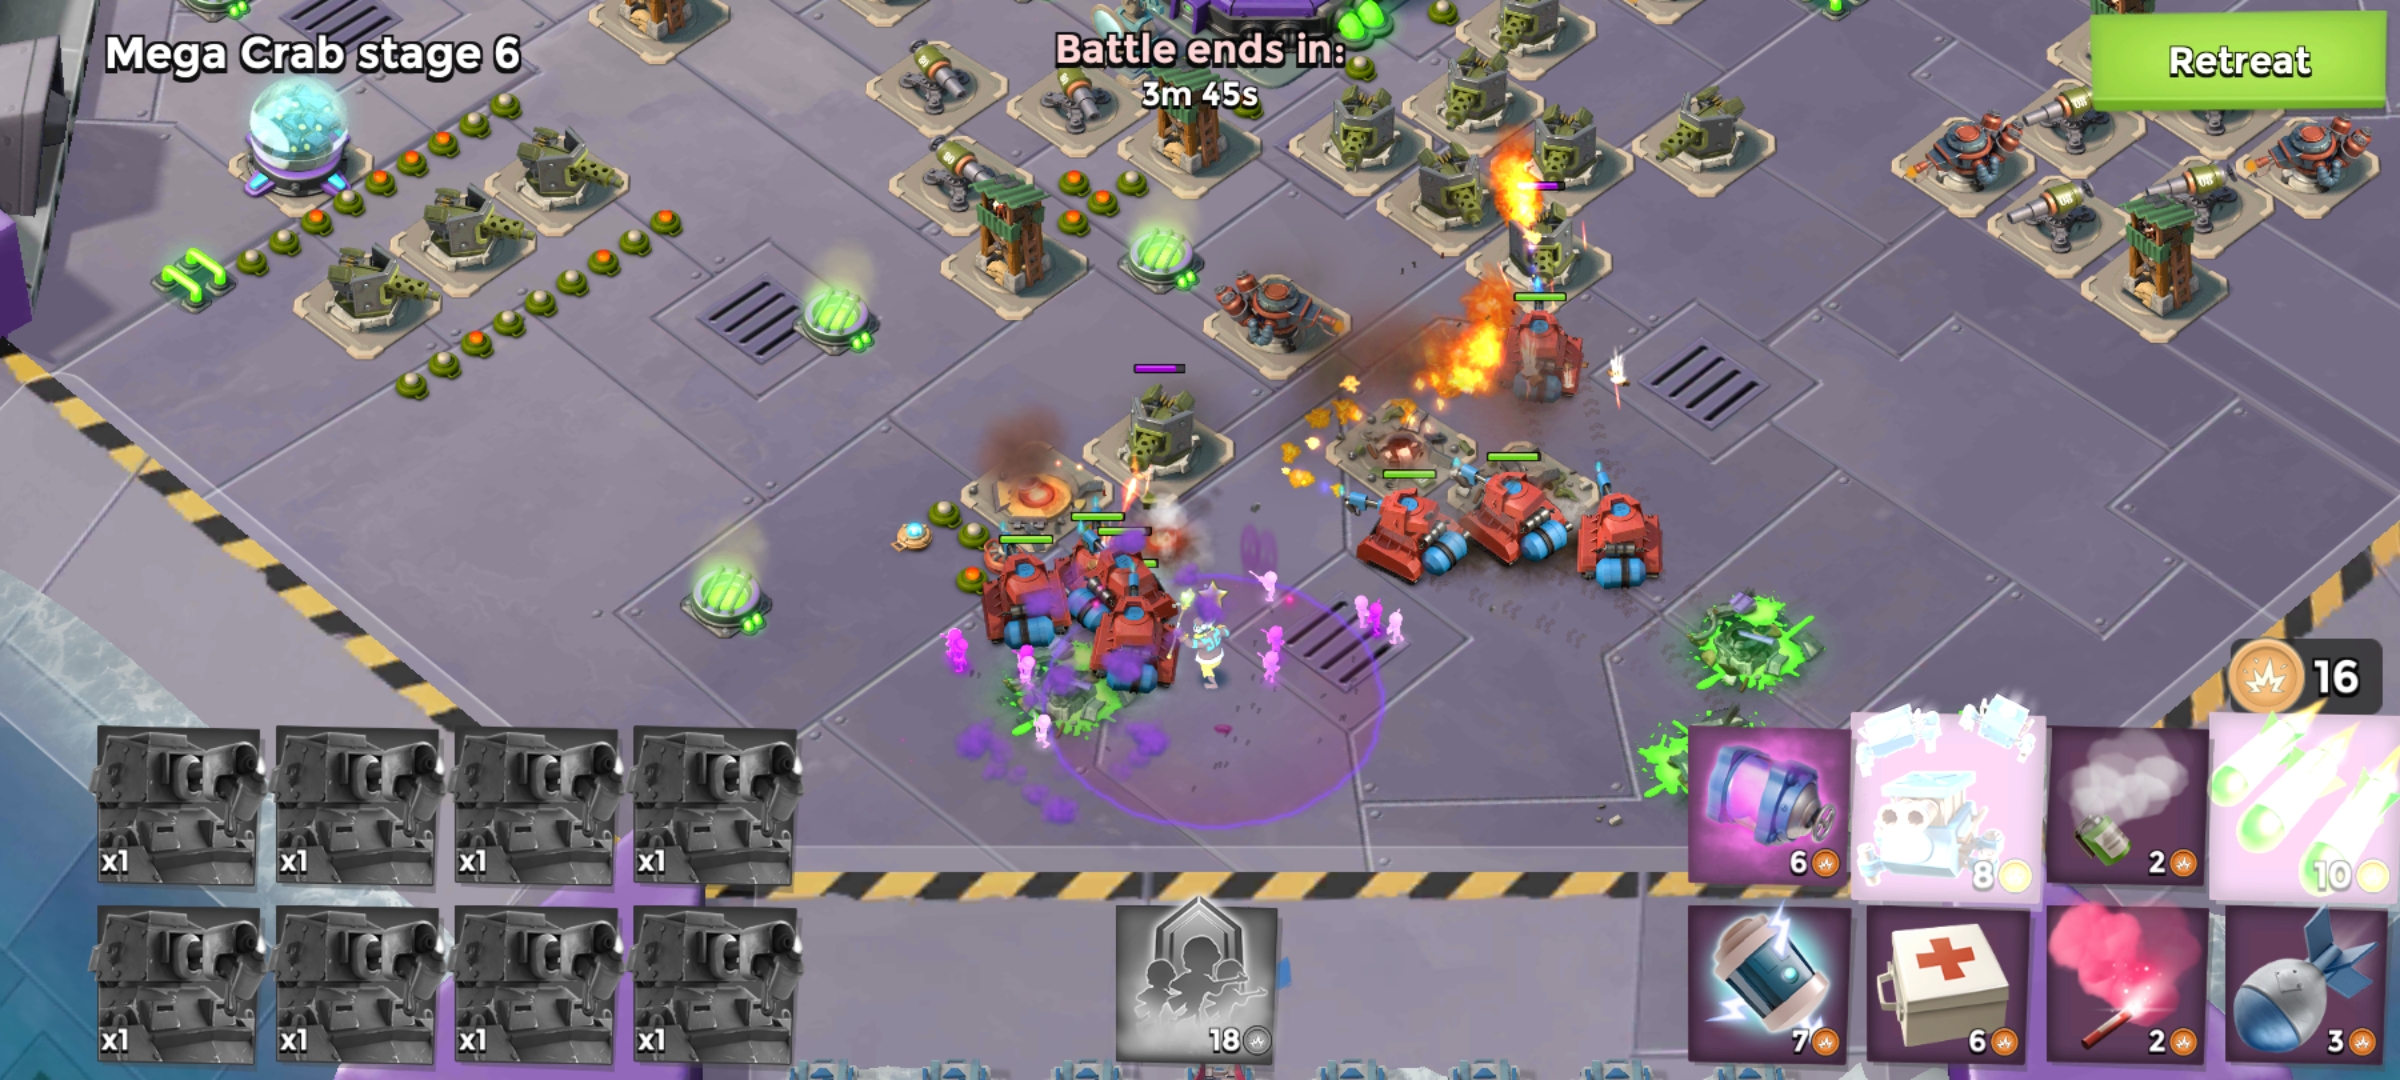 Mega Crab stage 6
Battle ends in:
3m 45s
Retreat
16
x1
x1
x1
x1
6
8
2
10
x1
x1
x1
x1
18
7
6
2
3